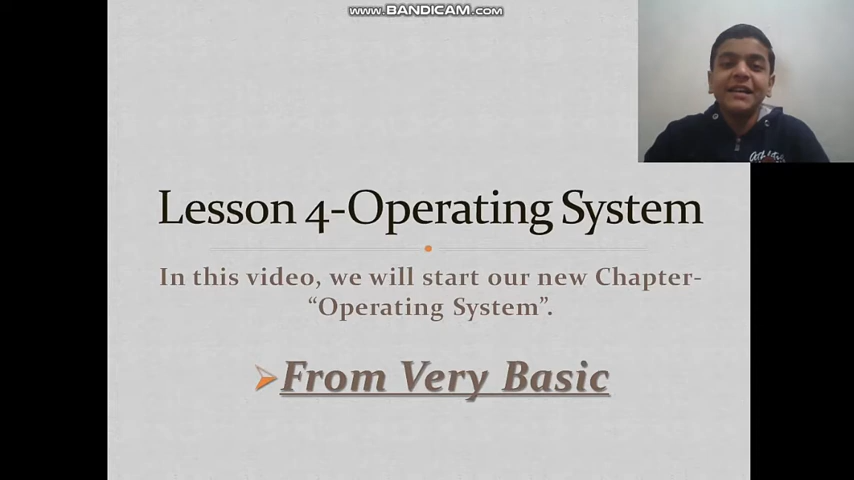 WWW.BANDICAM.COM
Lesson 4-Operating System
In this video, we will start our new Chapter-
“Operating System”.
From Very Basic